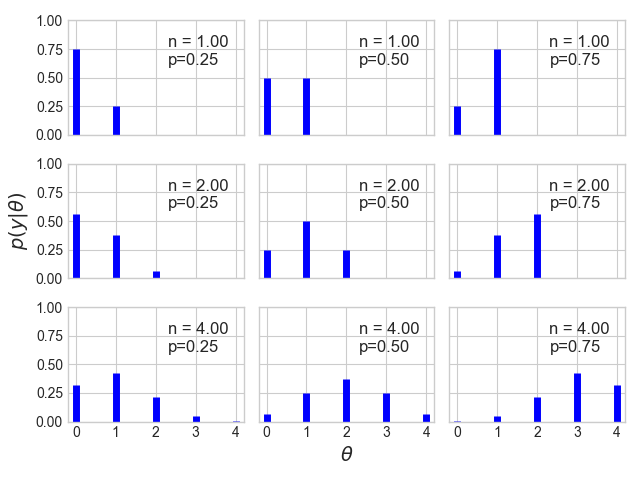 1.00
0.75
0.50
0.25
0.00
n = 1.00
p=0.25
n = 1.00
p=0.50
n = 1.00
p=0.75
1.00
0.75
0.50
0.25
0.00
n = 2.00
p=0.25
n = 2.00
p=0.50
n = 2.00
p=0.75
p(y|θ)
1.00
0.75
0.50
0.25
0.00
n = 4.00
p=0.25
n = 4.00
p=0.50
n = 4.00
p=0.75
0 1 2 3 4
0 1 2 3 4
0 1 2 3 4
θ